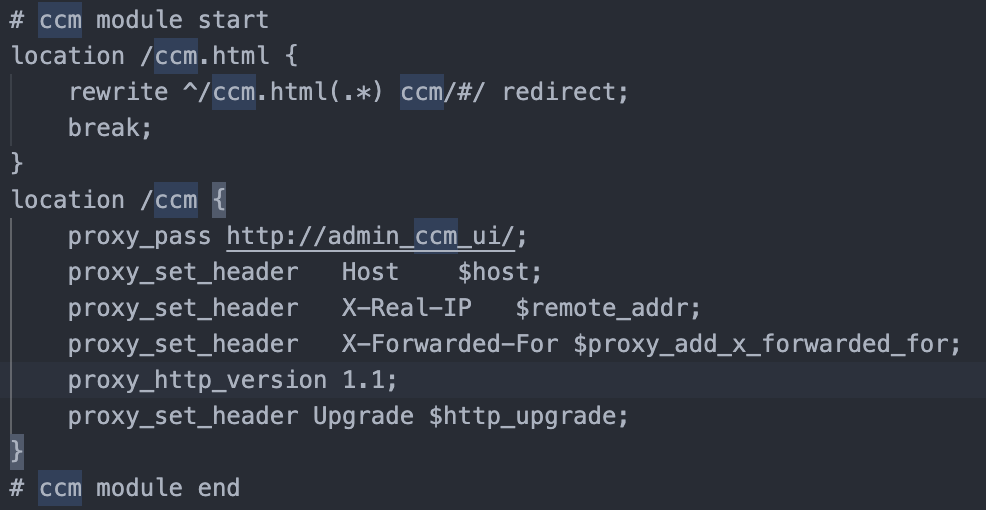 # ccm module start
location /ccm.html {
    rewrite ^/ccm.html(.*) ccm/#/ redirect;
    break;
}
location /ccm {
    proxy_pass http://admin_ccm_ui/;
    proxy_set_header   Host    $host;
    proxy_set_header   X-Real-IP   $remote_addr;
    proxy_set_header   X-Forwarded-For $proxy_add_x_forwarded_for;
    proxy_http_version 1.1;
    proxy_set_header Upgrade $http_upgrade;
}
# ccm module end